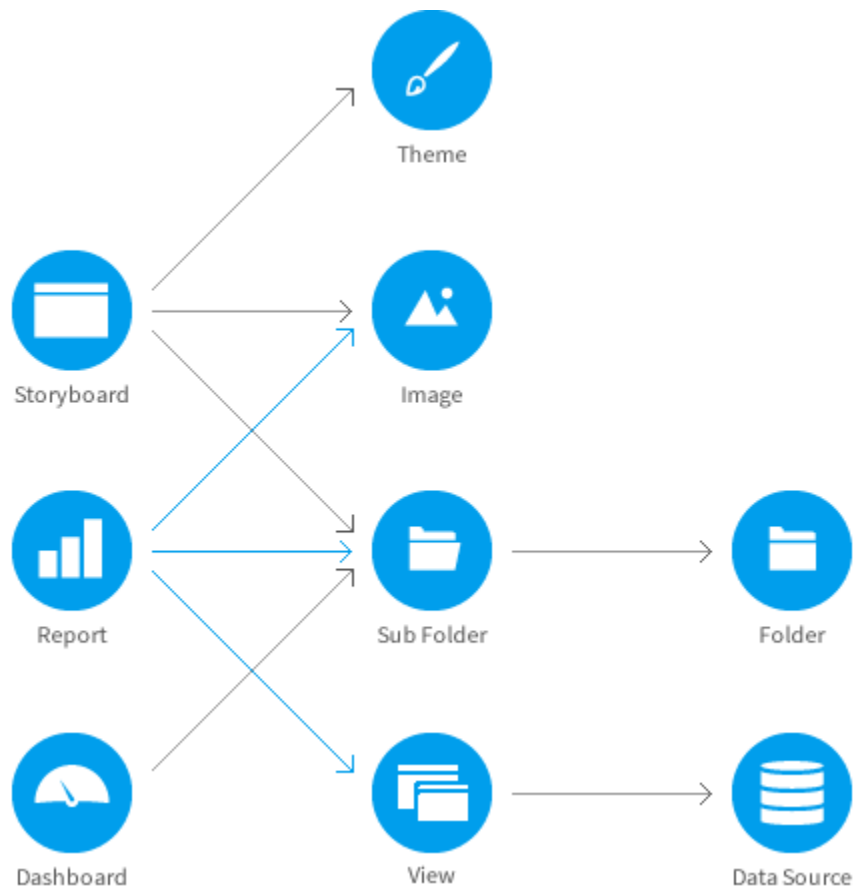 Theme
Storyboard
Image
Report
Sub Folder
Folder
Dashboard
View
Data Source